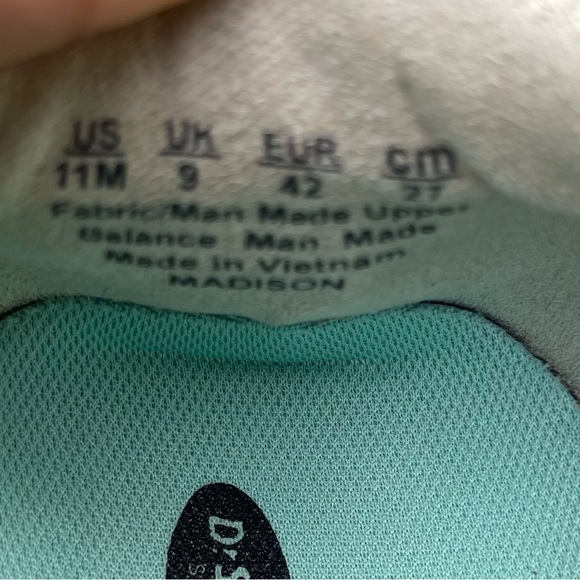 US UK EUR cm
11M 9 42 27
Fabric/Man Made Upper
Balance Man Made
Made in Vietnam
MADISON
Dr. S